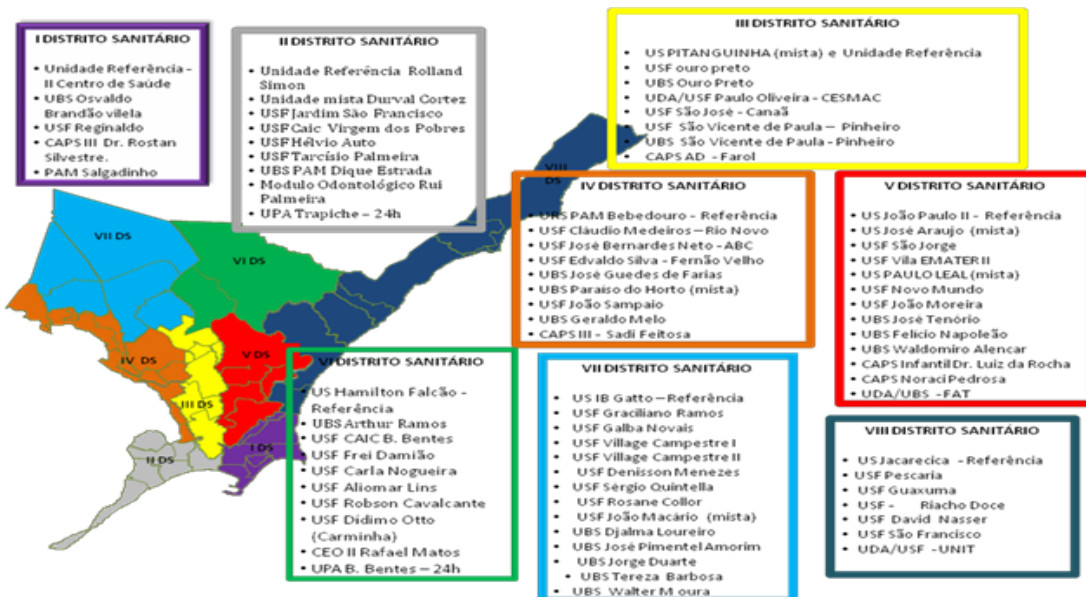 I DISTRITO SANITÁRIO
• Unidade Referência -
II Centro de Saúde
• UBS Osvaldo
Brandão vilela
• USF Reginaldo
• CAPS III Dr. Rostan
Silvestre.
• PAM Salgadinho
II DISTRITO SANITÁRIO
• Unidade Referência Rolland
Simon
• Unidade mista Durval Cortez
• USF Jardim São Francisco
• USF Caic Virgem dos Pobres
• USF Hélvio Auto
• USF Tarcísio Palmeira
• UBS PAM Dique Estrada
• Modulo Odontológico Rui
Palmeira
• UPA Trapiche – 24h
III DISTRITO SANITÁRIO
• US PITANGUINHA (mista) e Unidade Referência
• USF ouro preto
• UBS Ouro Preto
• UDA/USF Paulo Oliveira - CESMAC
• USF São José - Canaã
• USF São Vicente de Paula – Pinheiro
• UBS São Vicente de Paula - Pinheiro
• CAPS AD - Farol
IV DISTRITO SANITÁRIO
• URS PAM Bebedouro - Referência
• USF Cláudio Medeiros – Rio Novo
• USF José Bernardes Neto - ABC
• USF Edvaldo Silva - Fernão Velho
• UBS José Guedes de Farias
• UBS Paraíso do Horto (mista)
• USF João Sampaio
• UBS Geraldo Melo
• CAPS III - Sadi Feitosa
V DISTRITO SANITÁRIO
• US João Paulo II - Referência
• US José Araujo (mista)
• USF São Jorge
• USF Vila EMATER II
• US PAULO LEAL (mista)
• USF Novo Mundo
• USF João Moreira
• UBS José Tenório
• UBS Felício Napoleão
• UBS Waldomiro Alencar
• CAPS Infantil Dr. Luiz da Rocha
• CAPS Noraci Pedrosa
• UDA/UBS - FAT
VI DISTRITO SANITÁRIO
• US Hamilton Falcão -
Referência
• UBS Arthur Ramos
• USF CAIC B. Bentes
• USF Frei Damião
• USF Carla Nogueira
• USF Aliomar Lins
• USF Robson Cavalcante
• USF Dídimo Otto
(Carminha)
• CEO II Rafael Matos
• UPA B. Bentes – 24h
VII DISTRITO SANITÁRIO
• US IB Gatto – Referência
• USF Graciliano Ramos
• USF Galba Novais
• USF Village Campestre I
• USF Village Campestre II
• USF Denisson Menezes
• USF Sérgio Quintella
• USF Rosane Collor
• USF João Macário (mista)
• UBS Djalma Loureiro
• UBS José Pimentel Amorim
• UBS Jorge Duarte
• UBS Tereza Barbosa
• UBS Walter Moura
VIII DISTRITO SANITÁRIO
• US Jacarecica - Referência
• USF Pescaria
• USF Guaxuma
• USF - Riacho Doce
• USF David Nasser
• USF São Francisco
• UDA/USF - UNIT
VIII
DS
VII DS
VI DS
IV DS
V DS
III DS
II DS
I DS